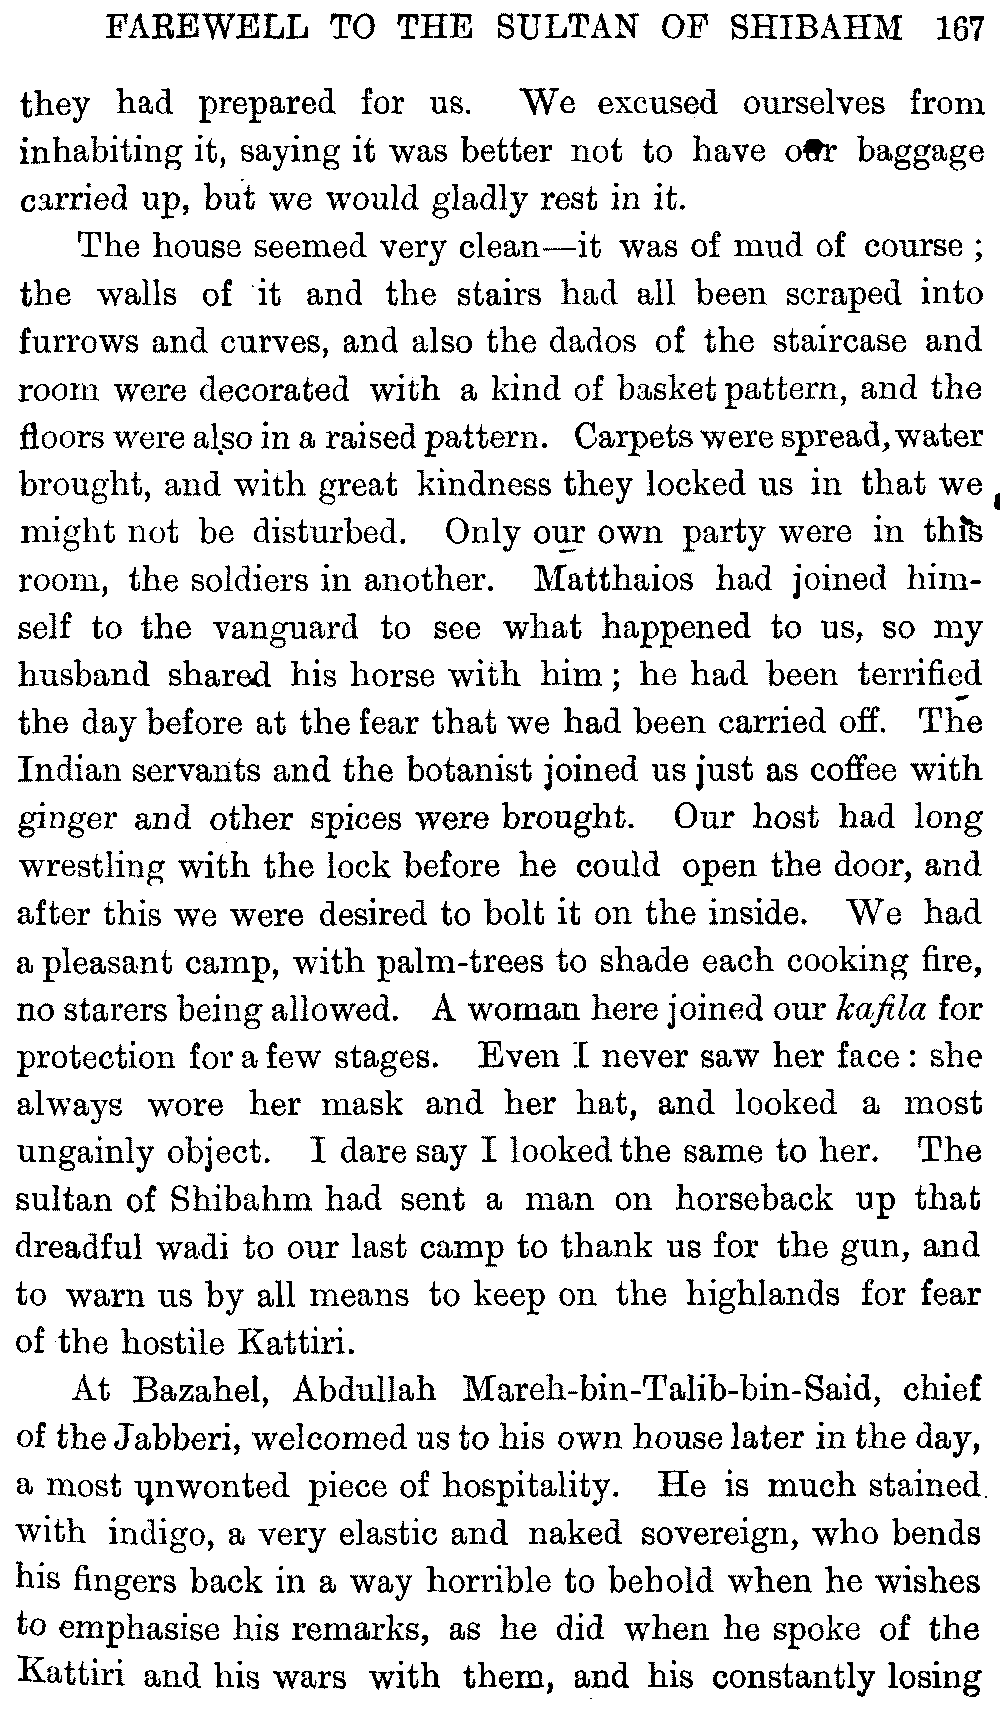 FAREWELL TO THE SULTAN OF SHIBAHM 167
they had prepared for us. We excused ourselves from
inhabiting it, saying it was better not to have our baggage
carried up, but we would gladly rest in it.
The house seemed very clean—it was of mud of course ;
the walls of it and the stairs had all been scraped into
furrows and curves, and also the dados of the staircase and
room were decorated with a kind of basket pattern, and the
floors were also in a raised pattern. Carpets were spread, water
brought, and with great kindness they locked us in that we
might not be disturbed. Only our own party were in this
room, the soldiers in another. Matthaios had joined him-
self to the vanguard to see what happened to us, so my
husband shared his horse with him ; he had been terrified
the day before at the fear that we had been carried off. The
Indian servants and the botanist joined us just as coffee with
ginger and other spices were brought. Our host had long
wrestling with the lock before he could open the door, and
after this we were desired to bolt it on the inside. We had
a pleasant camp, with palm-trees to shade each cooking fire,
no starers being allowed. A woman here joined our kafila for
protection for a few stages. Even I never saw her face : she
always wore her mask and her hat, and looked a most
ungainly object. I dare say I looked the same to her. The
sultan of Shibahm had sent a man on horseback up that
dreadful wadi to our last camp to thank us for the gun, and
to warn us by all means to keep on the highlands for fear
of the hostile Kattiri.
At Bazahel, Abdullah Mareh-bin-Talib-bin-Said, chief
of the Jabberi, welcomed us to his own house later in the day,
a most unwonted piece of hospitality. He is much stained
with indigo, a very elastic and naked sovereign, who bends
his fingers back in a way horrible to behold when he wishes
to emphasise his remarks, as he did when he spoke of the
Kattiri and his wars with them, and his constantly losing